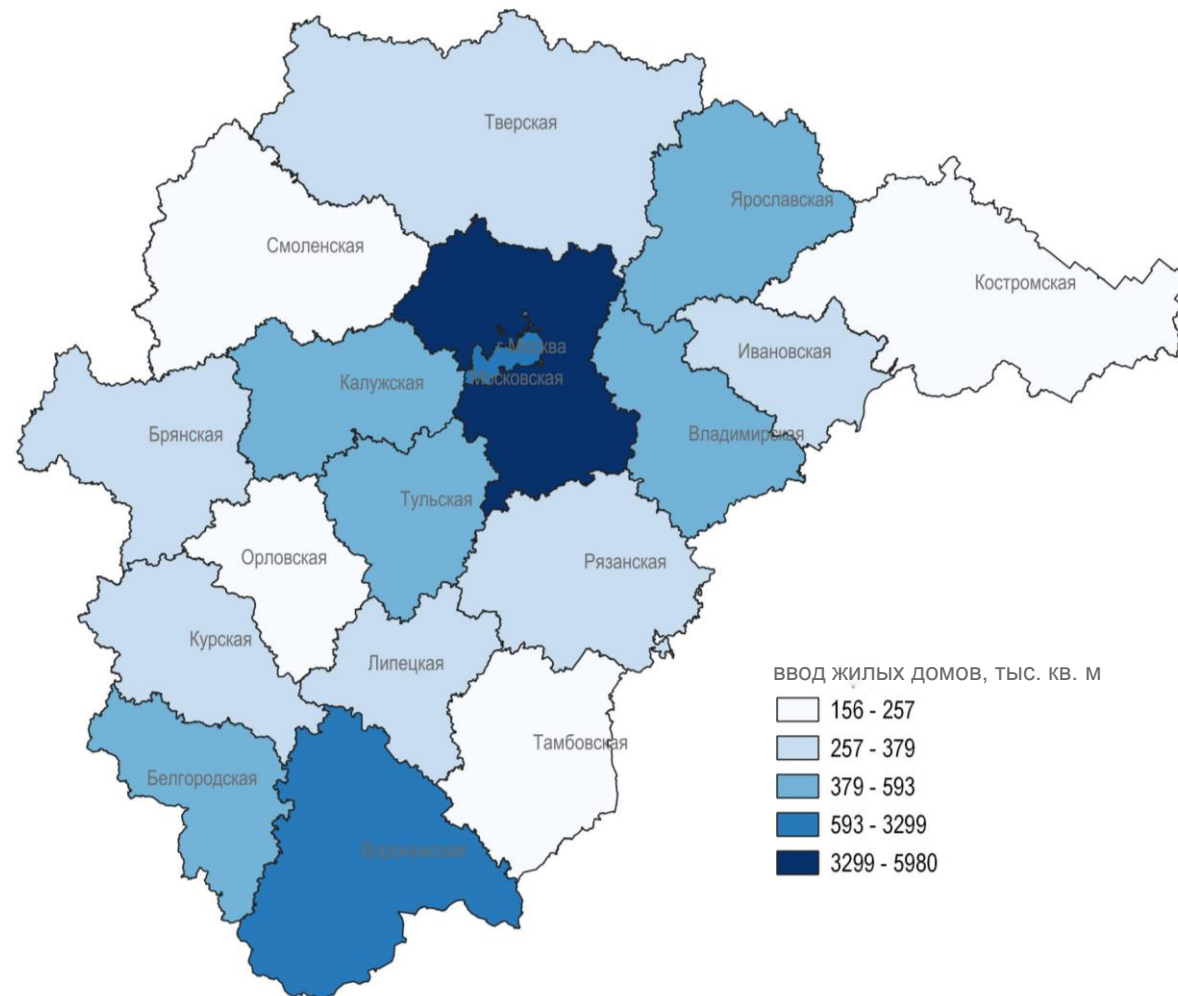 Тверская
Ярославская
Смоленская
Костромская
г.Москва
Ивановская
Московская
Калужская
Брянская
Владимирская
Тульская
Орловская
Рязанская
Курская
Липецкая
ввод жилых домов, тыс. кв. м
156 - 257
Тамбовская
257 - 379
Белгородская
379 - 593
593 - 3299
Воронежская
3299 - 5980